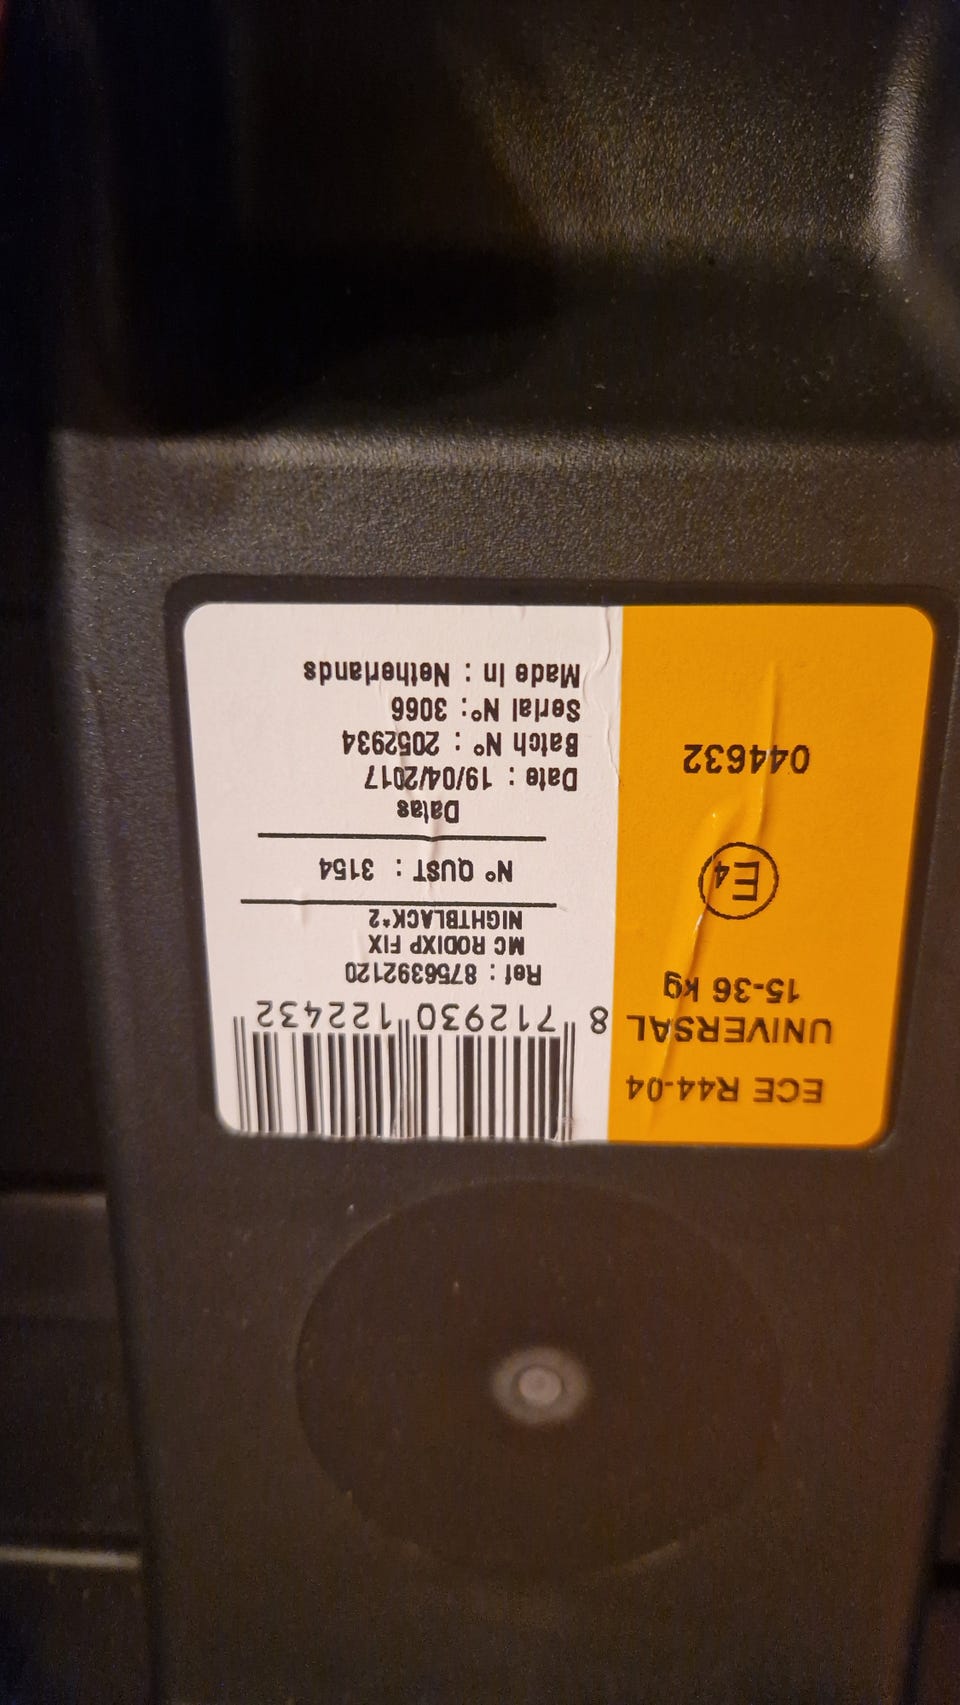 ECE R44-04
UNIVERSAL
15-36 kg
E4
044632
8 712930 122432
Ref : 8756392120
MC RODIXP FIX
NIGHTBLACK*2
N° QUST : 3154
Datas
Date : 19/04/2017
Batch N° : 2052934
Serial N°: 3066
Made In : Netherlands